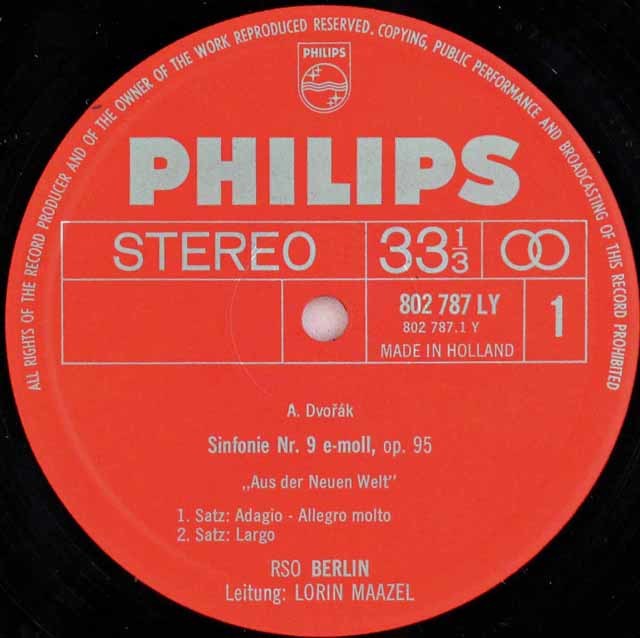 ALL RIGHTS OF THE RECORD PRODUCER AND OF THE OWNER OF THE WORK REPRODUCED RESERVED. COPYING, PUBLIC PERFORMANCE AND BROADCASTING OF THIS RECORD PROHIBITED
PHILIPS
PHILIPS
STEREO 33 1/3
802 787 LY 1
802 787.1 Y
MADE IN HOLLAND
A. Dvořák
Sinfonie Nr. 9 e-moll, op. 95
„Aus der Neuen Welt”
1. Satz: Adagio - Allegro molto
2. Satz: Largo
RSO BERLIN
Leitung: LORIN MAAZEL